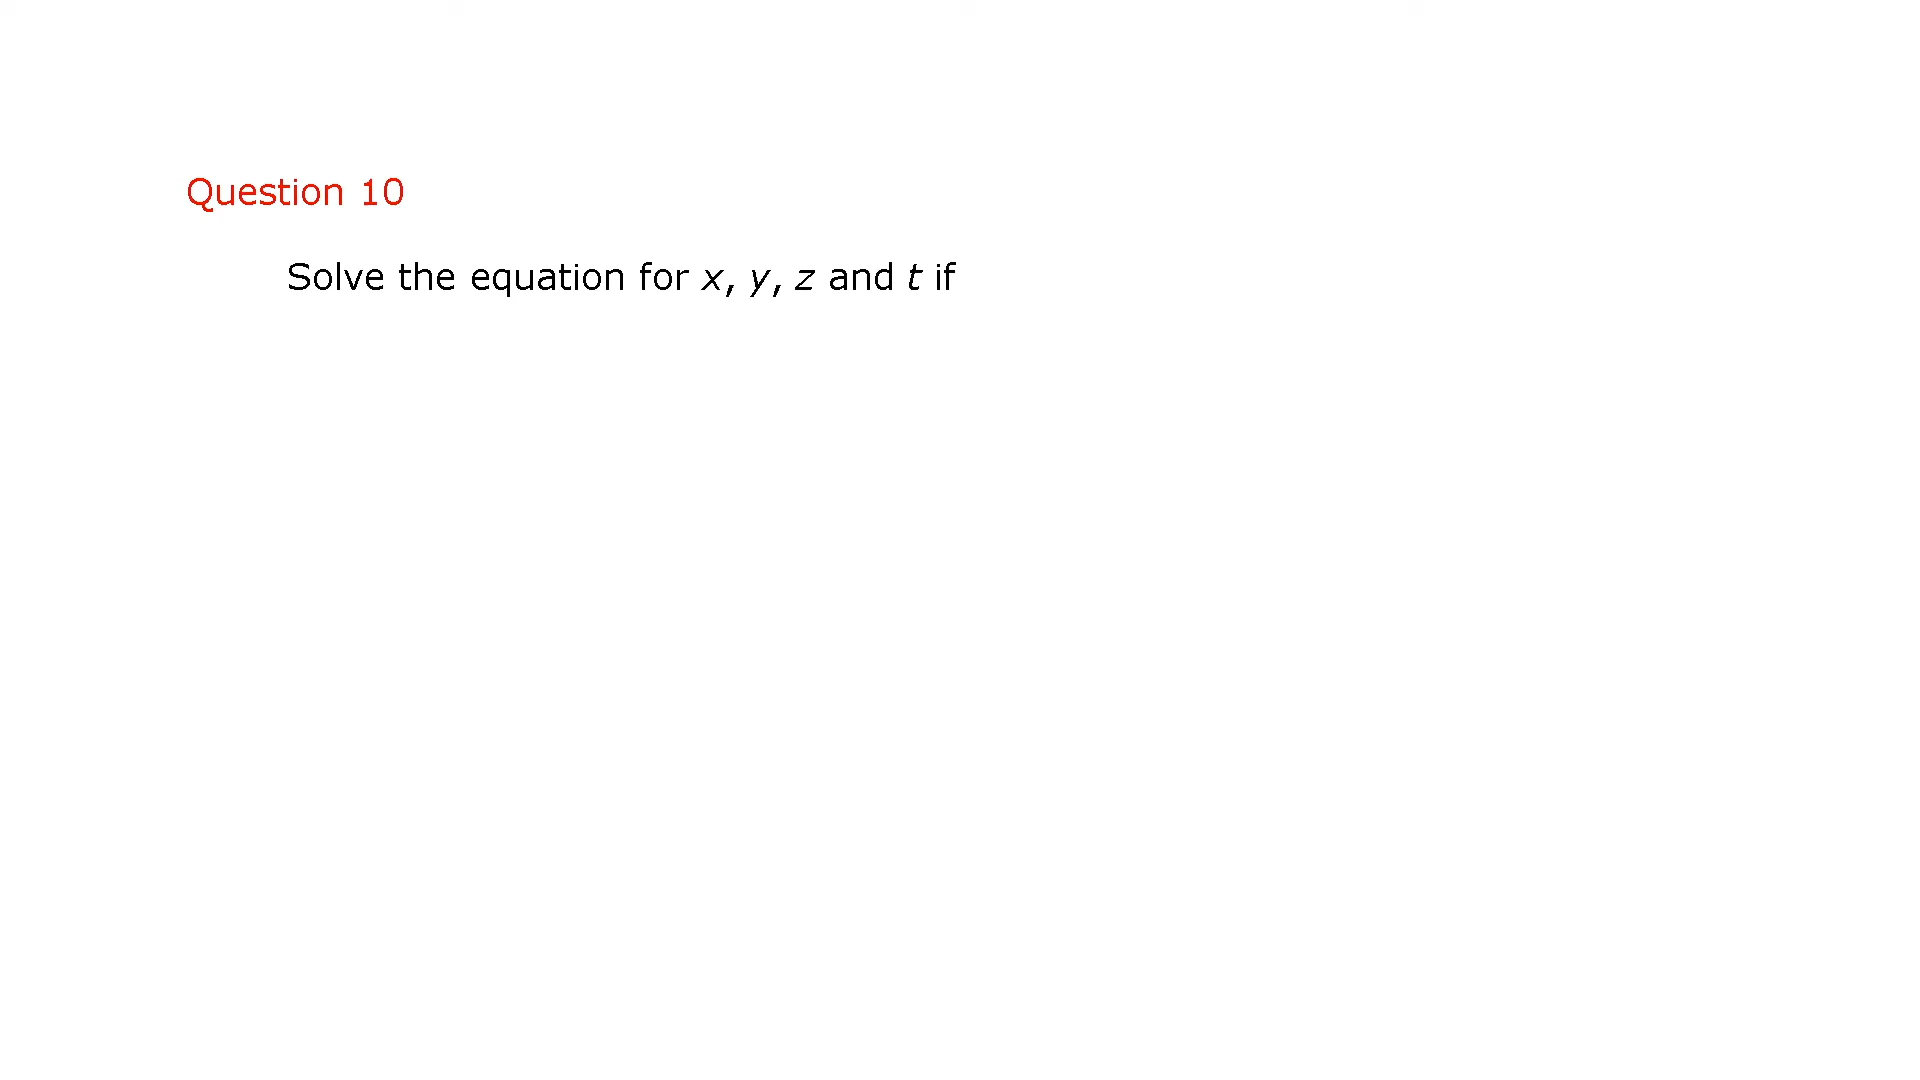 Question 10
Solve the equation for x, y, z and t if